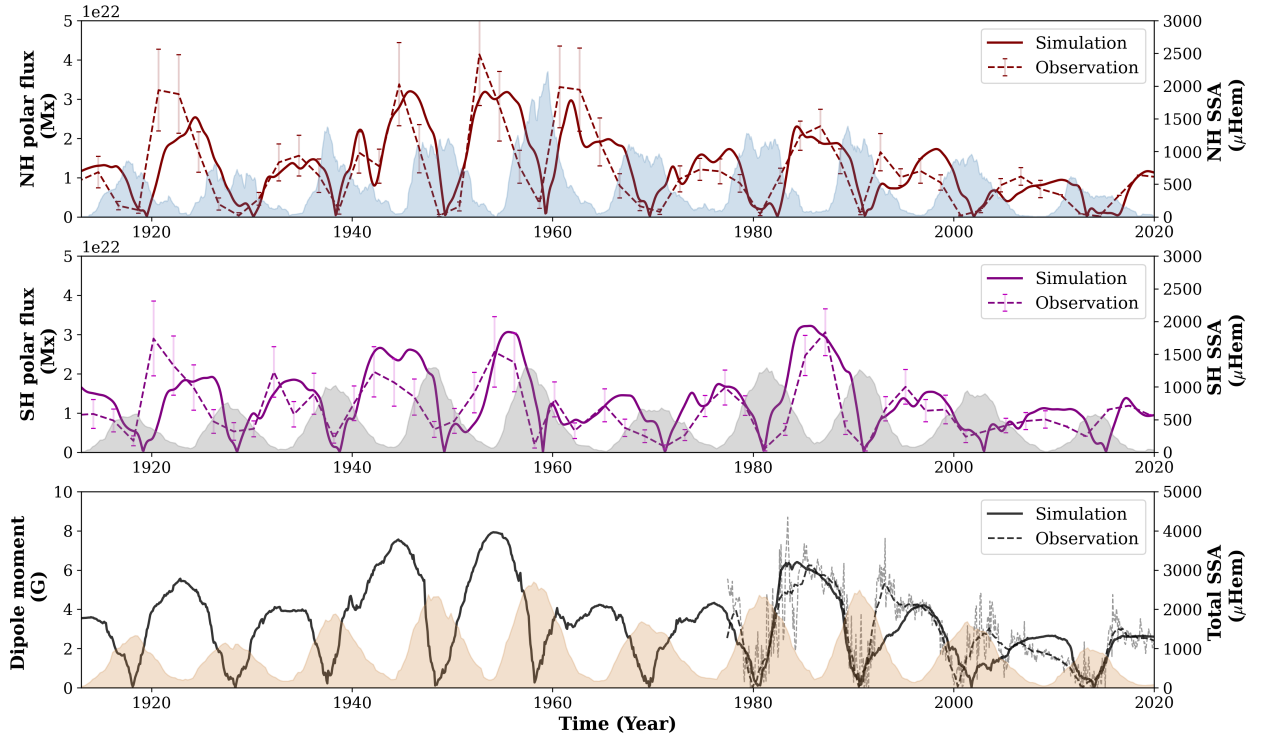 1e22
5
4
3
2
1
0
NH polar flux
(Mx)
3000
2500
2000
1500
1000
500
0
NH SSA
(μHem)
Simulation
Observation
1920
1940
1960
1980
2000
2020
1e22
5
4
3
2
1
0
SH polar flux
(Mx)
3000
2500
2000
1500
1000
500
0
SH SSA
(μHem)
Simulation
Observation
1920
1940
1960
1980
2000
2020
10
8
6
4
2
0
Dipole moment
(G)
5000
4000
3000
2000
1000
0
Total SSA
(μHem)
Simulation
Observation
1920
1940
1960
1980
2000
2020
Time (Year)